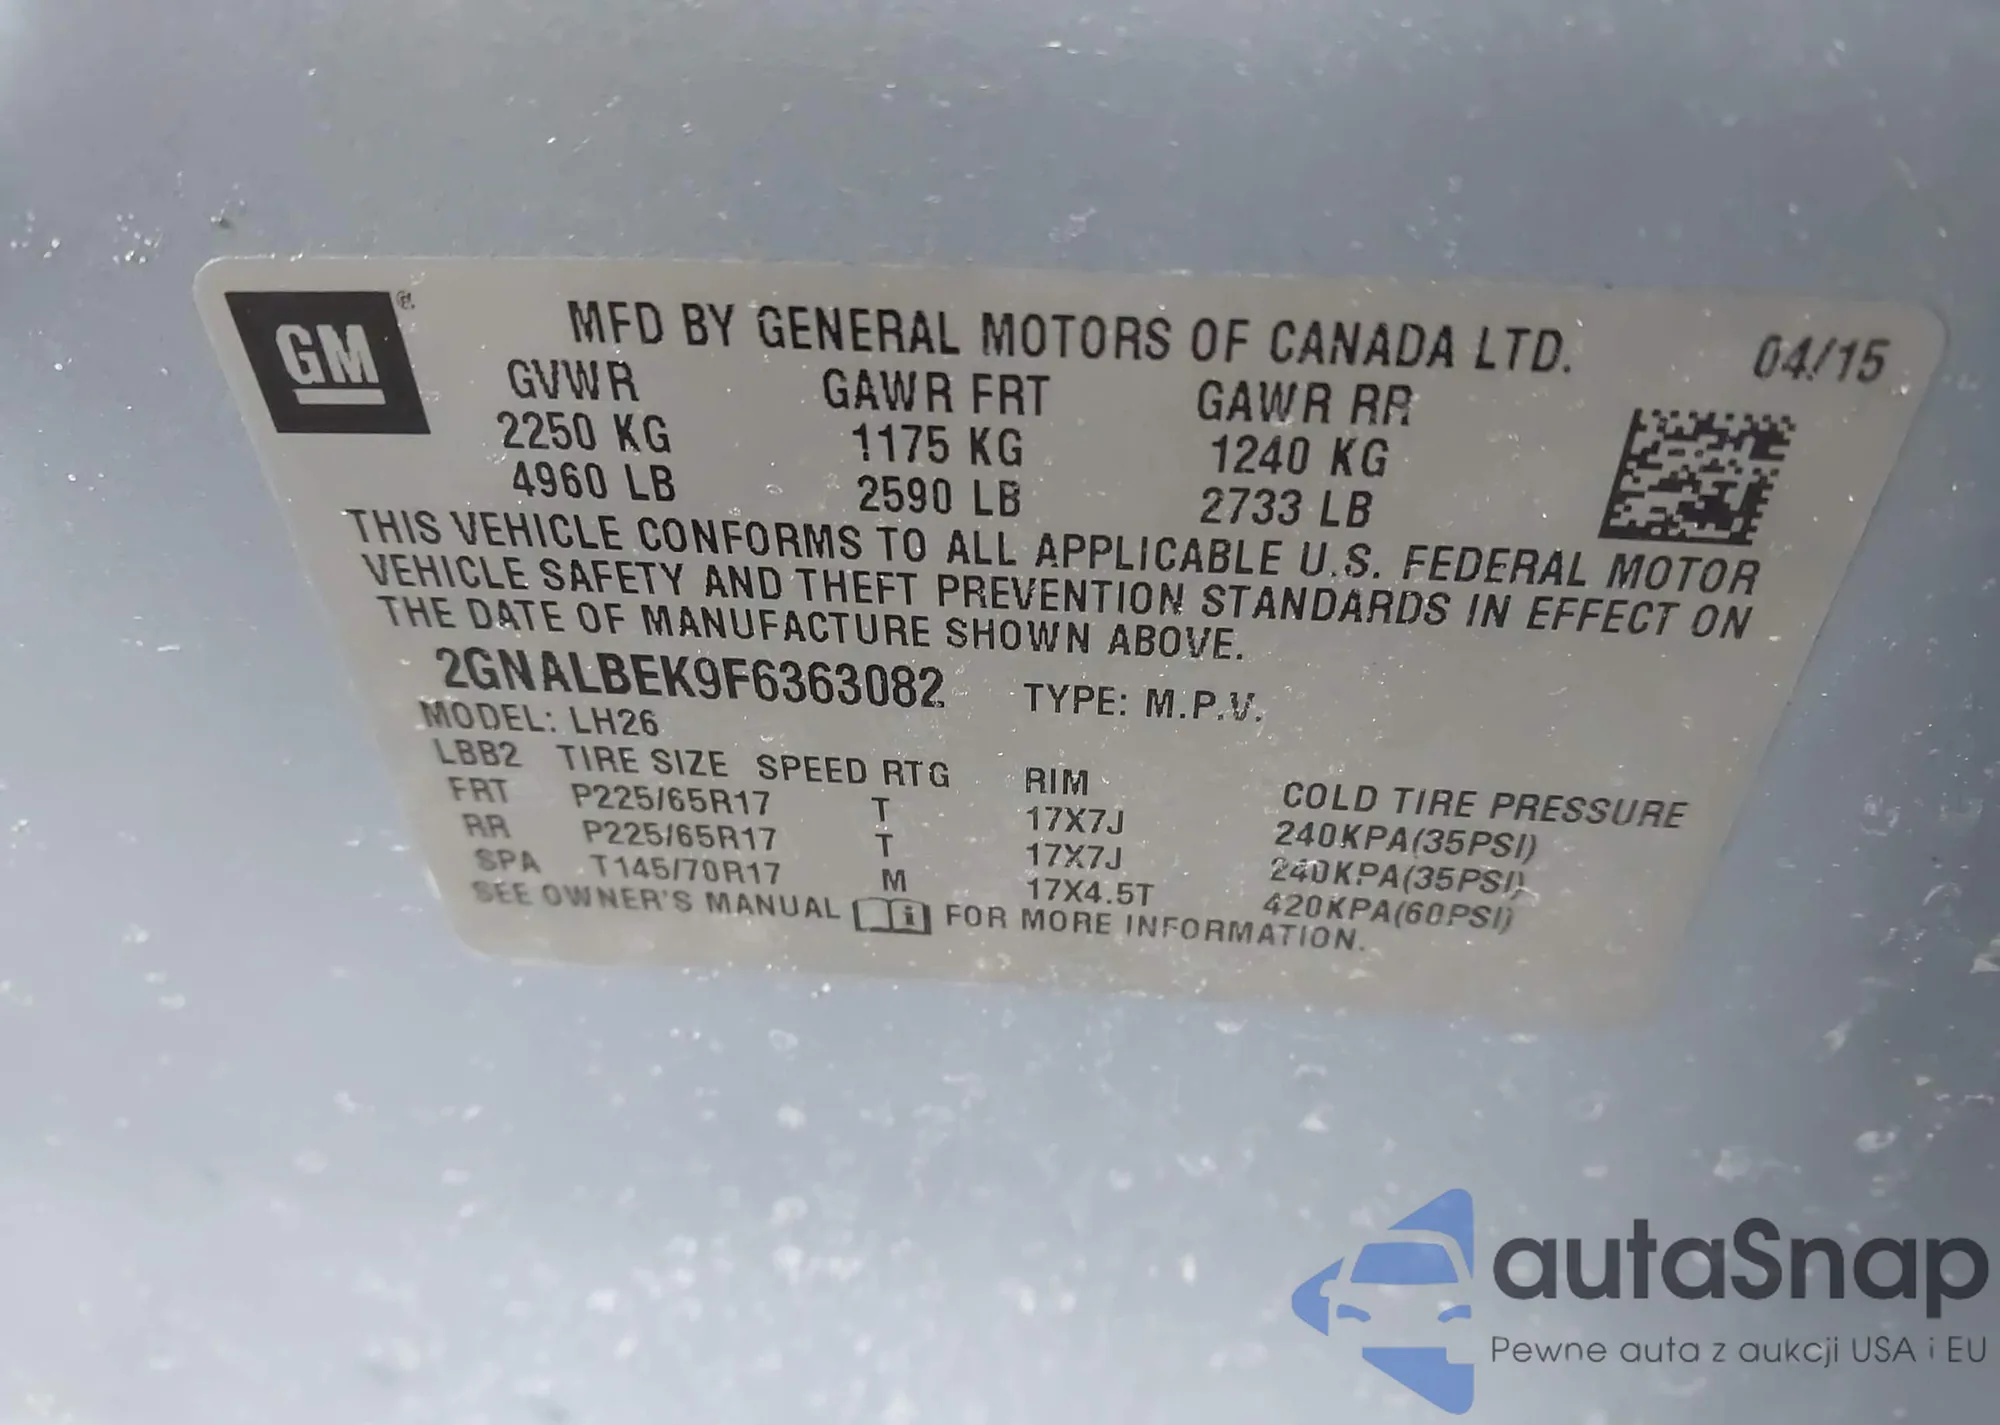 GM ®
MFD BY GENERAL MOTORS OF CANADA LTD. 04/15
GVWR GAWR FRT GAWR RR
2250 KG 1175 KG 1240 KG
4960 LB 2590 LB 2733 LB
THIS VEHICLE CONFORMS TO ALL APPLICABLE U.S. FEDERAL MOTOR
VEHICLE SAFETY AND THEFT PREVENTION STANDARDS IN EFFECT ON
THE DATE OF MANUFACTURE SHOWN ABOVE.
2GNALBEK9F6363082 TYPE: M.P.V.
MODEL: LH26
LBB2 TIRE SIZE SPEED RTG RIM COLD TIRE PRESSURE
FRT P225/65R17 T 17X7J 240KPA(35PSI)
RR P225/65R17 T 17X7J 240KPA(35PSI)
SPA T145/70R17 M 17X4.5T 420KPA(60PSI)
SEE OWNER'S MANUAL i FOR MORE INFORMATION.
autaSnap
Pewne auta z aukcji USA i EU